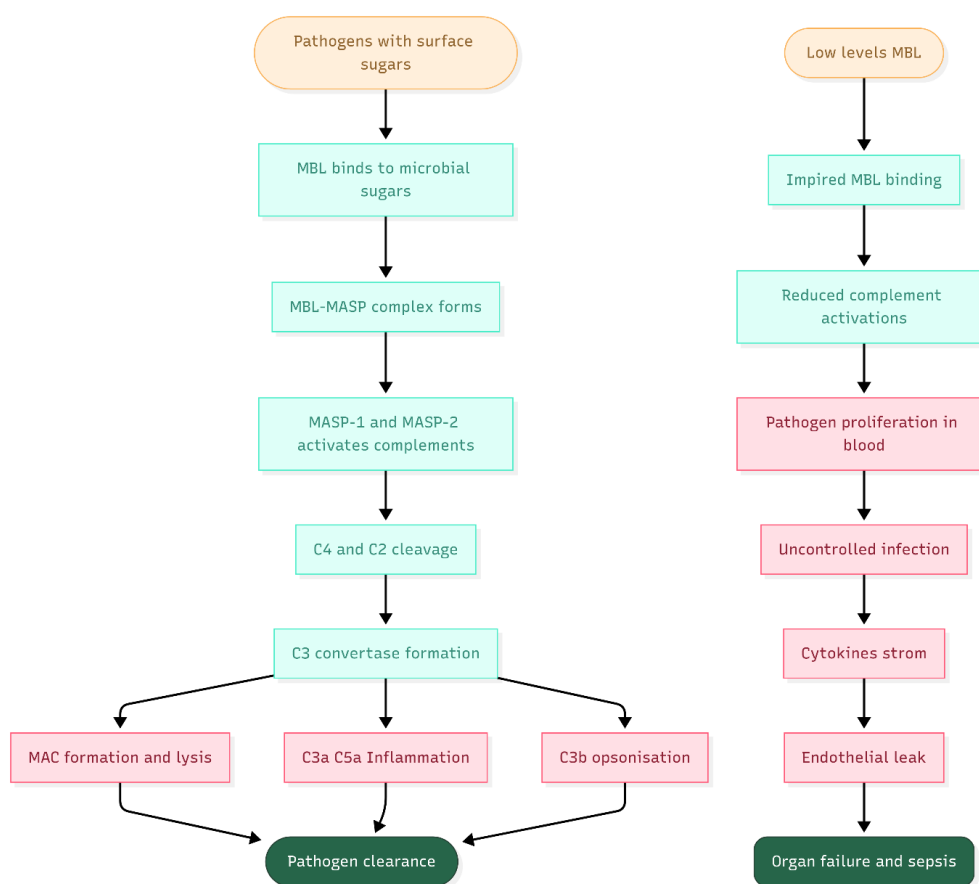 Pathogens with surface
sugars
MBL binds to microbial
sugars
MBL-MASP complex forms
MASP-1 and MASP-2
activates complements
C4 and C2 cleavage
C3 convertase formation
MAC formation and lysis
C3a C5a Inflammation
C3b opsonisation
Pathogen clearance
Low levels MBL
Impired MBL binding
Reduced complement
activations
Pathogen proliferation in
blood
Uncontrolled infection
Cytokines strom
Endothelial leak
Organ failure and sepsis